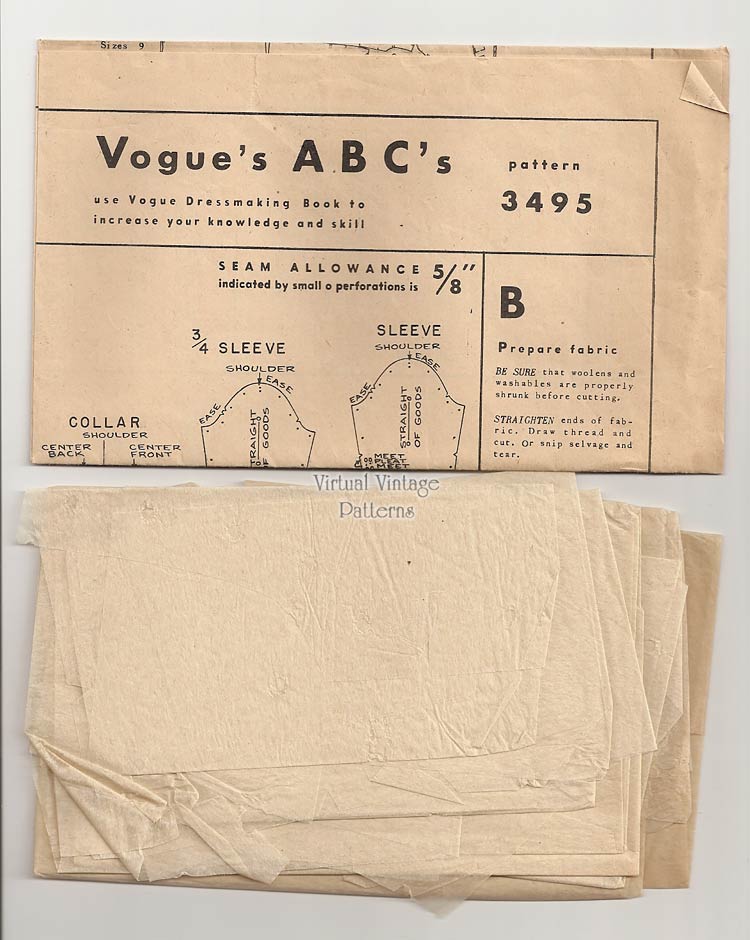 Sizes 9
Vogue's ABC's
use Vogue Dressmaking Book to
increase your knowledge and skill
pattern
3495
SEAM ALLOWANCE 5/8"
indicated by small o perforations is
3/4 SLEEVE
SHOULDER
EASE
EASE
STRAIGHT
OF GOODS
SLEEVE
SHOULDER
EASE
EASE
STRAIGHT
OF GOODS
MEET
PLEAT
MEET
COLLAR
SHOULDER
CENTER
BACK
CENTER
FRONT
B
Prepare fabric
BE SURE that woolens and
washables are properly
shrunk before cutting.
STRAIGHTEN ends of fab-
ric. Draw thread and
cut. Or snip selvage and
tear.
Virtual Vintage
Patterns